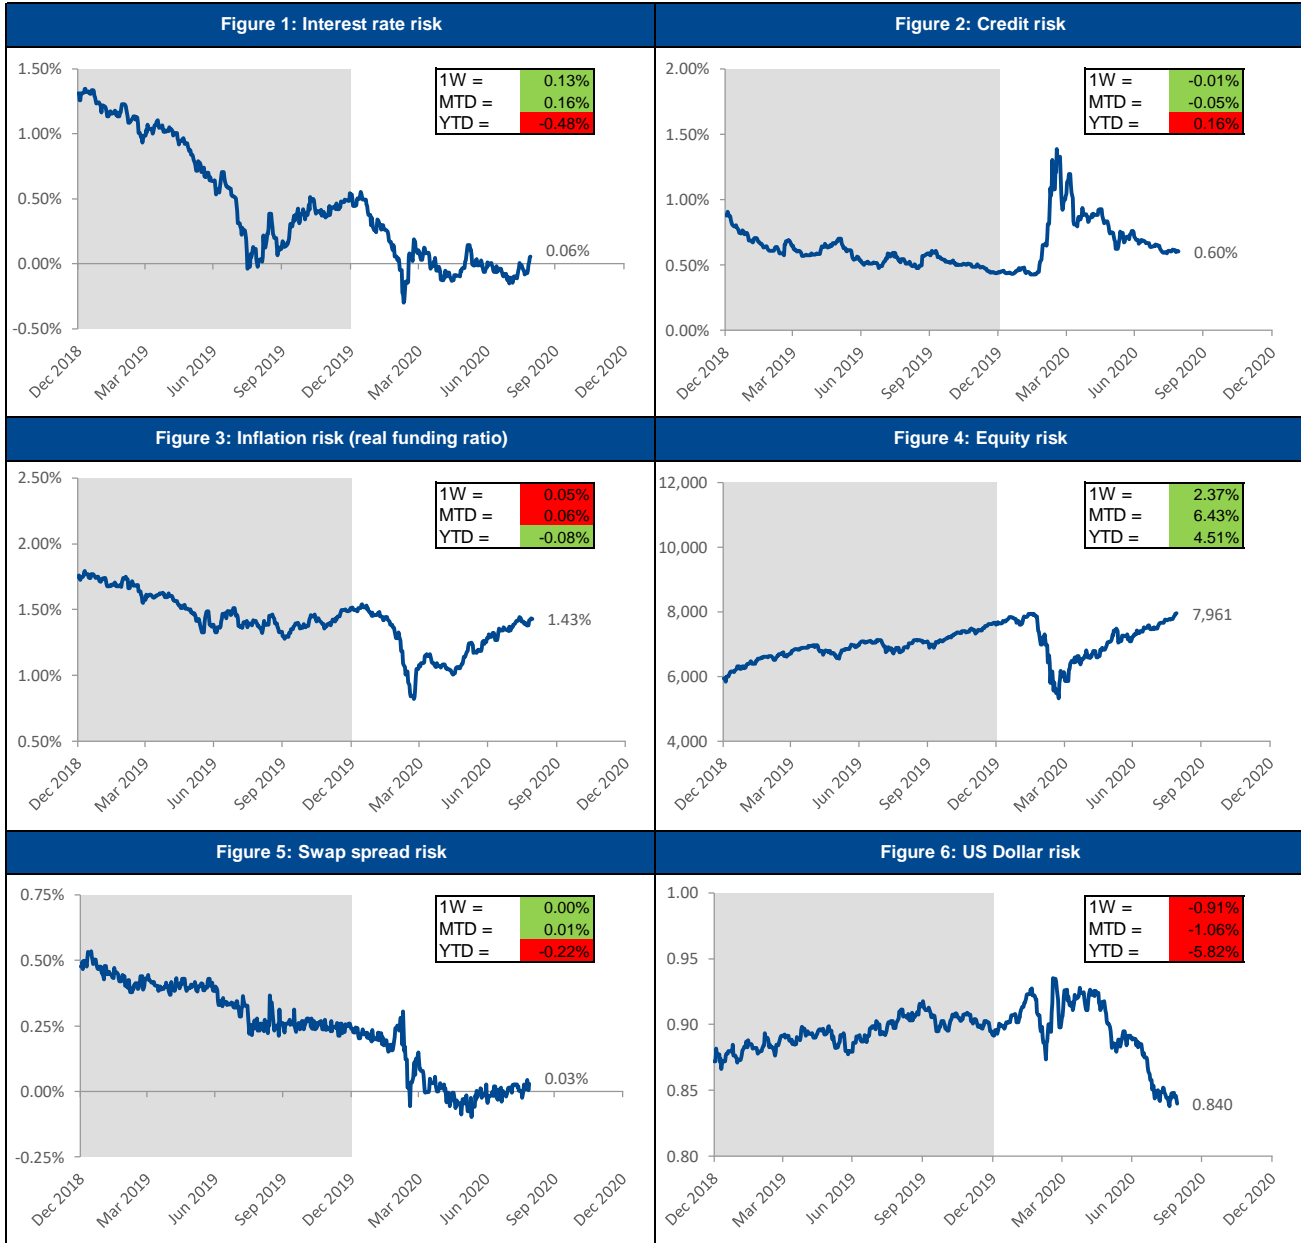 Figure 1: Interest rate risk
1.50%
1.00%
0.50%
0.00%
-0.50%
1W = 0.13%
MTD = 0.16%
YTD = -0.48%
0.06%
Dec 2018 Mar 2019 Jun 2019 Sep 2019 Dec 2019 Mar 2020 Jun 2020 Sep 2020 Dec 2020
Figure 2: Credit risk
2.00%
1.50%
1.00%
0.50%
0.00%
1W = -0.01%
MTD = -0.05%
YTD = 0.16%
0.60%
Dec 2018 Mar 2019 Jun 2019 Sep 2019 Dec 2019 Mar 2020 Jun 2020 Sep 2020 Dec 2020
Figure 3: Inflation risk (real funding ratio)
2.50%
2.00%
1.50%
1.00%
0.50%
1W = 0.05%
MTD = 0.06%
YTD = -0.08%
1.43%
Dec 2018 Mar 2019 Jun 2019 Sep 2019 Dec 2019 Mar 2020 Jun 2020 Sep 2020 Dec 2020
Figure 4: Equity risk
12,000
10,000
8,000
6,000
4,000
1W = 2.37%
MTD = 6.43%
YTD = 4.51%
7,961
Dec 2018 Mar 2019 Jun 2019 Sep 2019 Dec 2019 Mar 2020 Jun 2020 Sep 2020 Dec 2020
Figure 5: Swap spread risk
0.75%
0.50%
0.25%
0.00%
-0.25%
1W = 0.00%
MTD = 0.01%
YTD = -0.22%
0.03%
Dec 2018 Mar 2019 Jun 2019 Sep 2019 Dec 2019 Mar 2020 Jun 2020 Sep 2020 Dec 2020
Figure 6: US Dollar risk
1.00
0.95
0.90
0.85
0.80
1W = -0.91%
MTD = -1.06%
YTD = -5.82%
0.840
Dec 2018 Mar 2019 Jun 2019 Sep 2019 Dec 2019 Mar 2020 Jun 2020 Sep 2020 Dec 2020